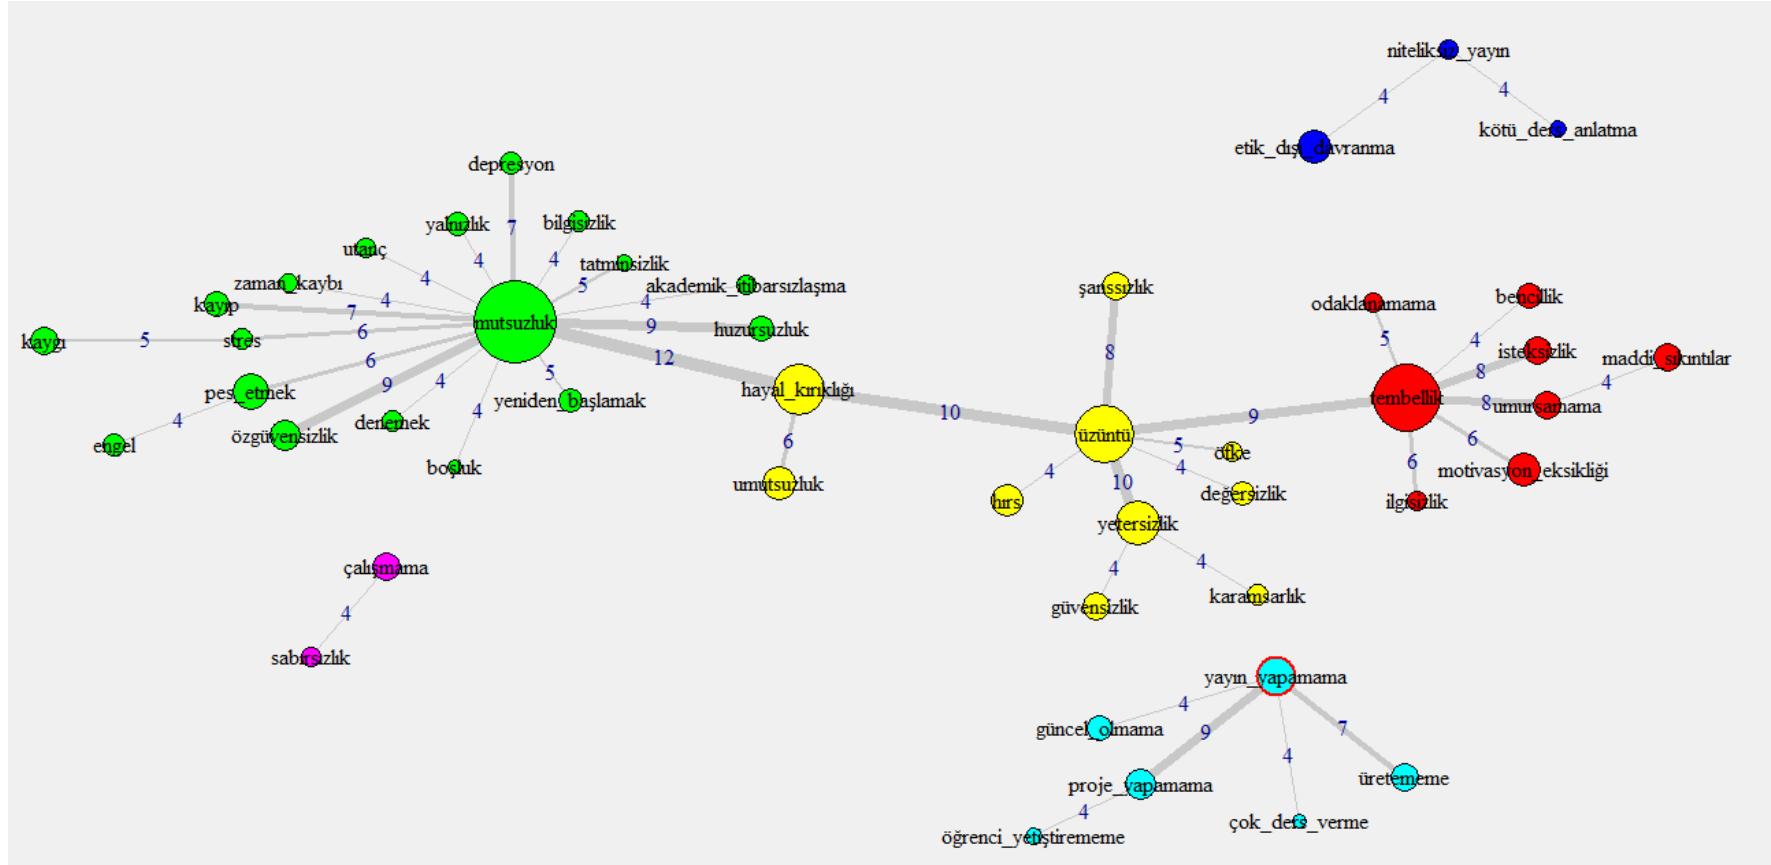 niteliksiz_yayın
4
4
kötü_ders_anlatma
etik_dışı_davranma
depresyon
yalnızlık
7
bilgisizlik
utanç
4
4
tatminsizlik
zaman_kaybı
4
5
akademik_itibarsızlaşma
kayıp
4
4
7
mutsuzluk
9
huzursuzluk
kaygı
5
stres
6
12
pes_etmek
6
9
4
5
hayal_kırıklığı
yeniden_başlamak
engel
4
özgüvensizlik
denemek
4
boşluk
6
umutsuzluk
10
şanssızlık
8
üzüntü
9
5
öfke
4
hırs
4
değersizlik
10
yetersizlik
4
güvensizlik
4
karamsarlık
odaklanamama
bencillik
5
4
isteksizlik
8
maddi_sıkıntılar
tembellik
8
umursamama
4
6
motivasyon_eksikliği
6
ilgisizlik
çalışmama
4
sabırsızlık
yayın_yapamama
4
güncel_olmama
9
7
4
proje_yapamama
üretememe
4
çok_ders_verme
öğrenci_yetiştirememe